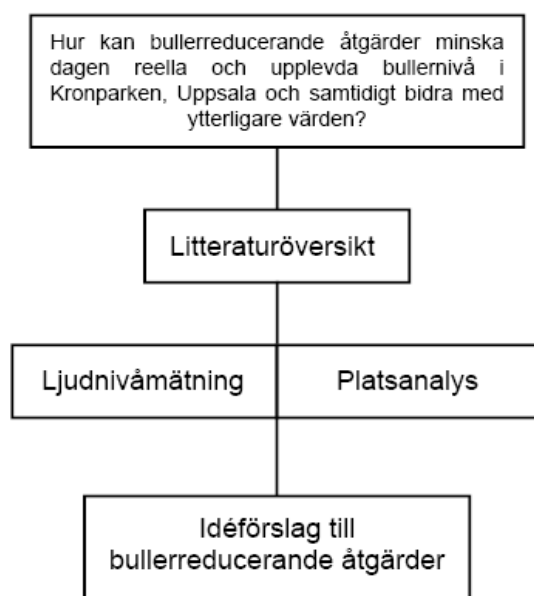 Hur kan bullerreducerande åtgärder minska
dagen reella och upplevda bullernivå i
Kronparken, Uppsala och samtidigt bidra med
ytterligare värden?
Litteraturöversikt
Ljudnivåmätning
Platsanalys
Idéförslag till
bullerreducerande åtgärder